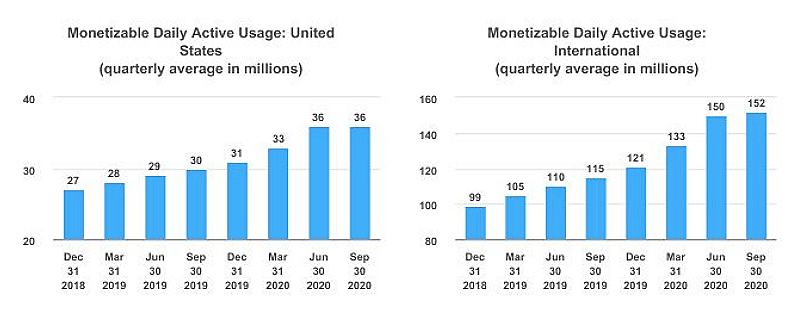 Monetizable Daily Active Usage: United
States
(quarterly average in millions)
40
30
20
27
28
29
30
31
33
36
36
Dec
31
2018
Mar
31
2019
Jun
30
2019
Sep
30
2019
Dec
31
2019
Mar
31
2020
Jun
30
2020
Sep
30
2020
Monetizable Daily Active Usage:
International
(quarterly average in millions)
160
140
120
100
80
99
105
110
115
121
133
150
152
Dec
31
2018
Mar
31
2019
Jun
30
2019
Sep
30
2019
Dec
31
2019
Mar
31
2020
Jun
30
2020
Sep
30
2020